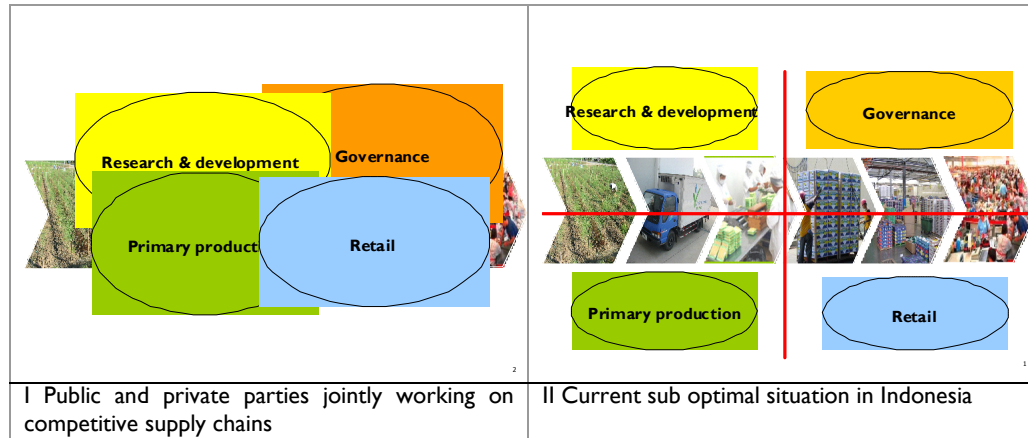 Research & development
Governance
Primary producti
Retail
2
I Public and private parties jointly working on
competitive supply chains
Research & development
Governance
Primary production
Retail
1
II Current sub optimal situation in Indonesia